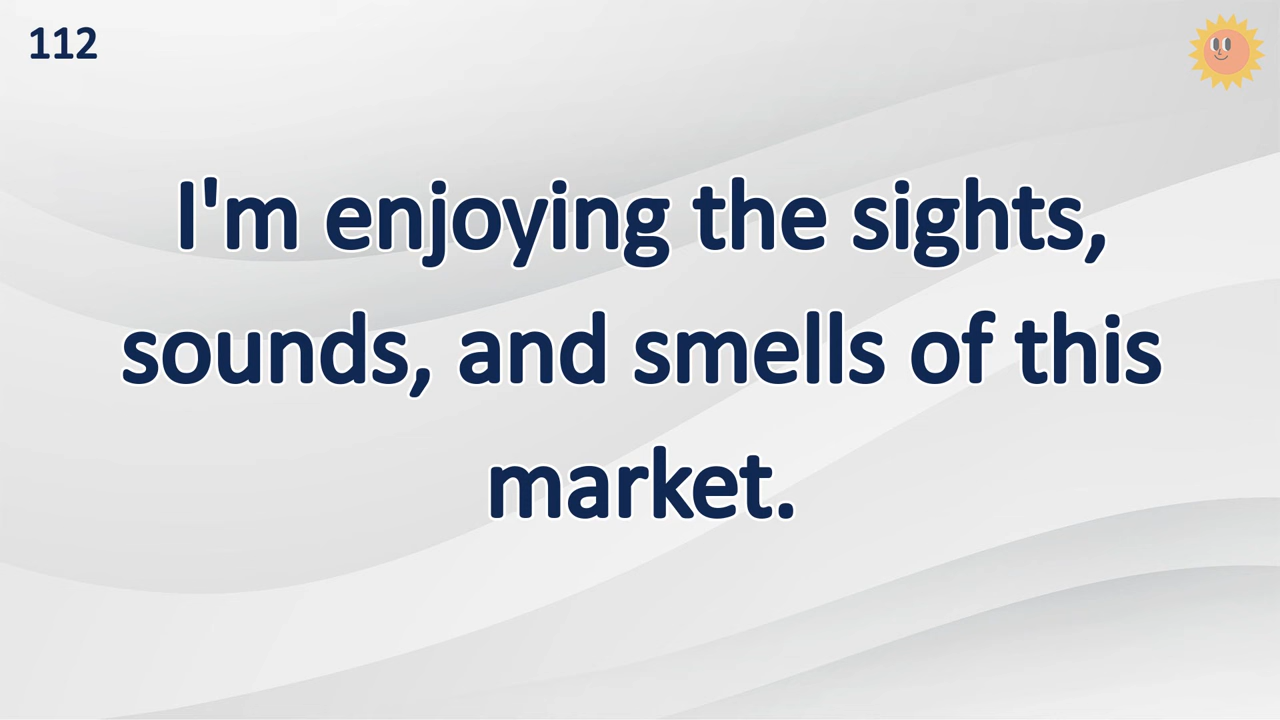 112
I'm enjoying the sights,
sounds, and smells of this
market.